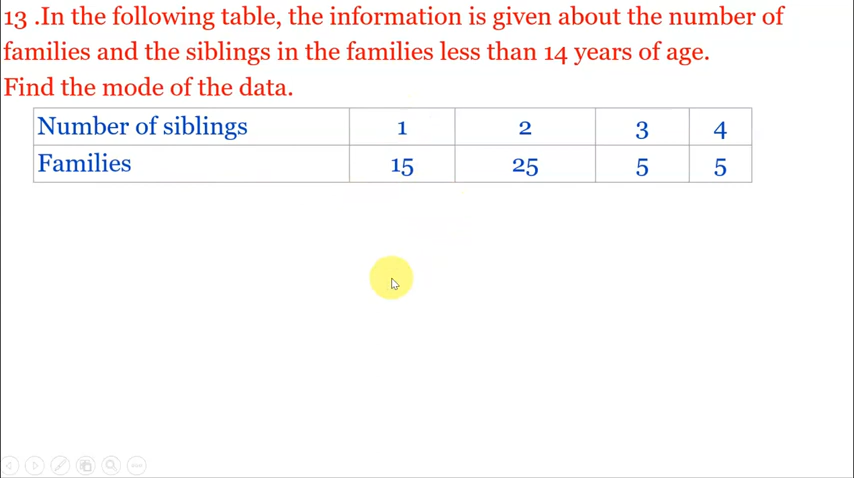 13 .In the following table, the information is given about the number of
families and the siblings in the families less than 14 years of age.
Find the mode of the data.
Number of siblings 1 2 3 4
Families 15 25 5 5